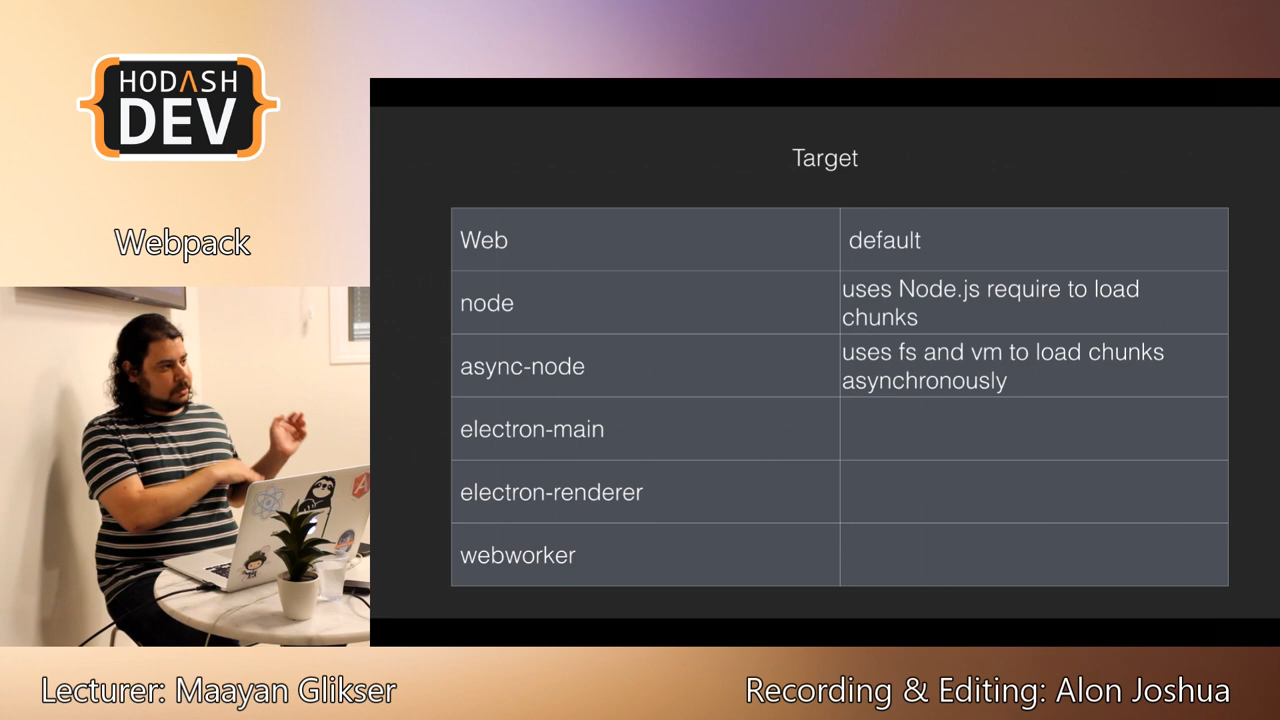 HODASH
DEV
Webpack
Target
Web
default
node
uses Node.js require to load
chunks
async-node
uses fs and vm to load chunks
asynchronously
electron-main
electron-renderer
webworker
Lecturer: Maayan Glikser
Recording & Editing: Alon Joshua